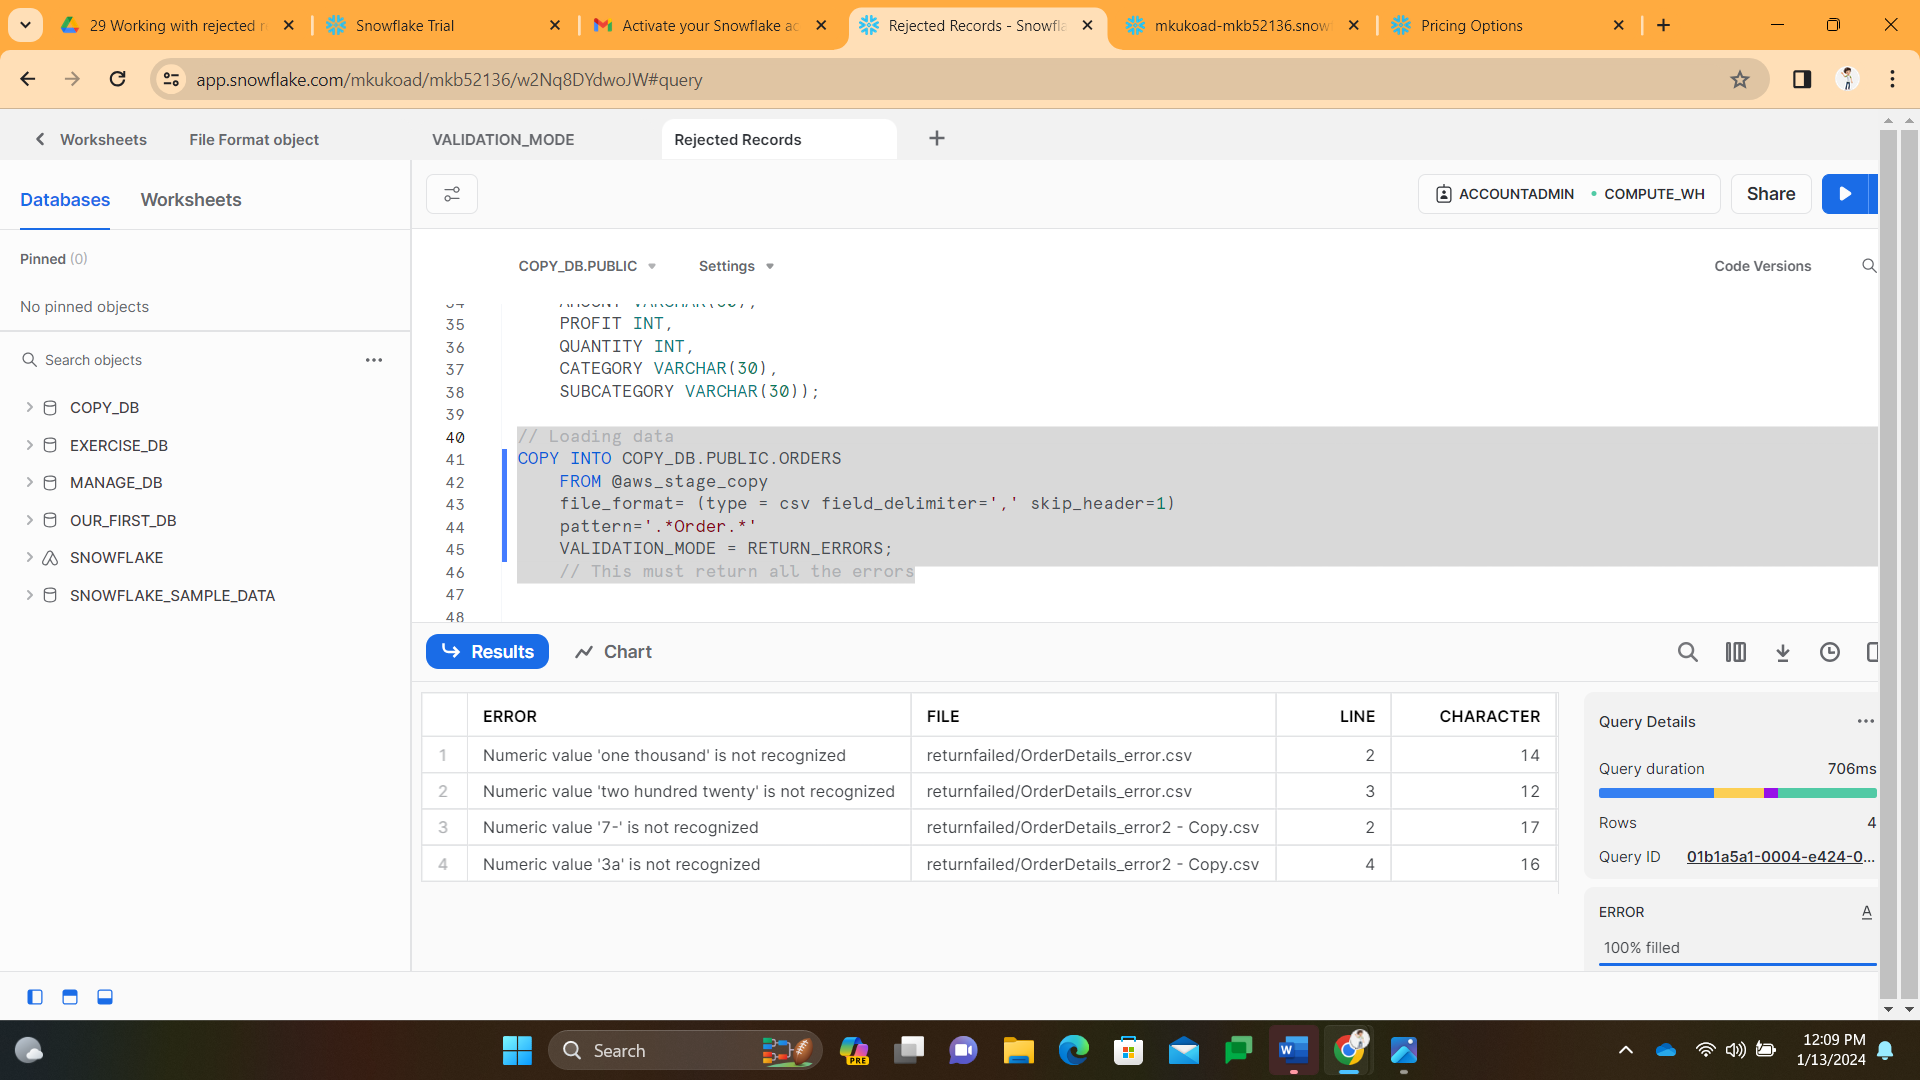 29 Working with rejected r
Snowflake Trial
Activate your Snowflake ac
Rejected Records - Snowfla
mkukoad-mkb52136.snow
Pricing Options
app.snowflake.com/mkukoad/mkb52136/w2Nq8DYdwoJW#query
Worksheets
File Format object
VALIDATION_MODE
Rejected Records
Databases
Worksheets
ACCOUNTADMIN
COMPUTE_WH
Share
Pinned (0)
No pinned objects
Search objects
COPY_DB
EXERCISE_DB
MANAGE_DB
OUR_FIRST_DB
SNOWFLAKE
SNOWFLAKE_SAMPLE_DATA
COPY_DB.PUBLIC
Settings
Code Versions
34 AMOUNT VARCHAR(30),
35 PROFIT INT,
36 QUANTITY INT,
37 CATEGORY VARCHAR(30),
38 SUBCATEGORY VARCHAR(30));
39
40 // Loading data
41 COPY INTO COPY_DB.PUBLIC.ORDERS
42 FROM @aws_stage_copy
43 file_format= (type = csv field_delimiter=',' skip_header=1)
44 pattern='.*Order.*'
45 VALIDATION_MODE = RETURN_ERRORS;
46 // This must return all the errors
47
48
Results
Chart
ERROR FILE LINE CHARACTER
1 Numeric value 'one thousand' is not recognized returnfailed/OrderDetails_error.csv 2 14
2 Numeric value 'two hundred twenty' is not recognized returnfailed/OrderDetails_error.csv 3 12
3 Numeric value '7-' is not recognized returnfailed/OrderDetails_error2 - Copy.csv 2 17
4 Numeric value '3a' is not recognized returnfailed/OrderDetails_error2 - Copy.csv 4 16
Query Details
Query duration 706ms
Rows 4
Query ID 01b1a5a1-0004-e424-0...
ERROR A
100% filled
Search
PRE
W
12:09 PM
1/13/2024